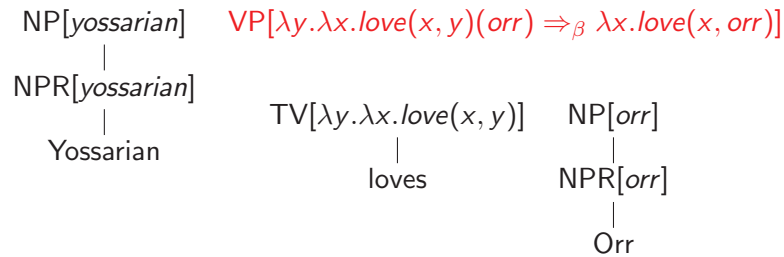 NP[yossarian] VP[λy.λx.love(x, y)(orr) ⇒β λx.love(x, orr)]
NPR[yossarian]
TV[λy.λx.love(x, y)] NP[orr]
Yossarian
loves NPR[orr]
Orr